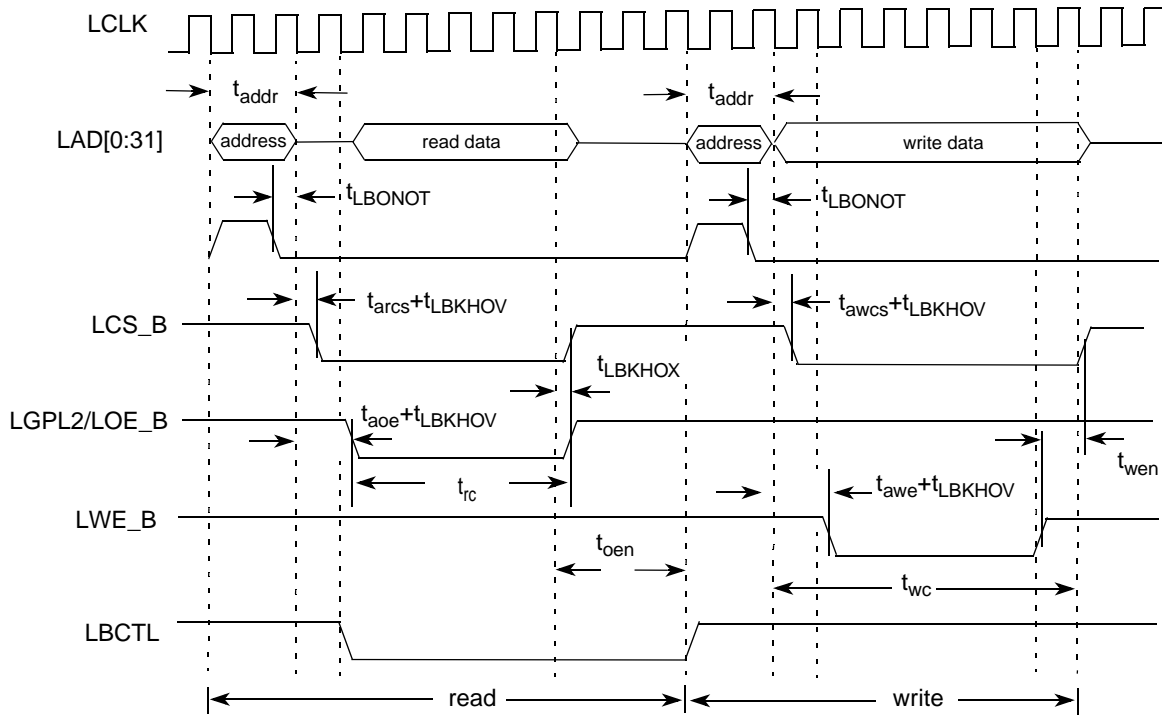 LCLK
t_addr t_addr
LAD[0:31] address read data address write data
t_LBONOT t_LBONOT
t_arcs+t_LBKHOV t_awcs+t_LBKHOV
LCS_B
t_LBKHOX
LGPL2/LOE_B t_aoe+t_LBKHOV
t_wen
t_rc t_awe+t_LBKHOV
LWE_B
t_oen
t_wc
LBCTL
read write